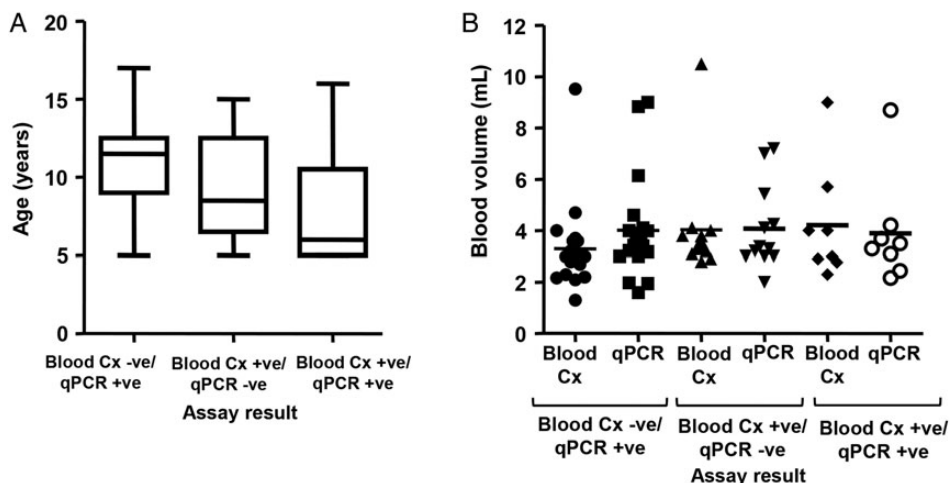 A
20
15
10
5
0
Age (years)
Blood Cx -ve/ Blood Cx +ve/ Blood Cx +ve/
qPCR +ve qPCR -ve qPCR +ve
Assay result
B
12
10
8
6
4
2
0
Blood volume (mL)
Blood qPCR Blood qPCR Blood qPCR
Cx Cx Cx
Blood Cx -ve/ Blood Cx +ve/ Blood Cx +ve/
qPCR +ve qPCR -ve qPCR +ve
Assay result